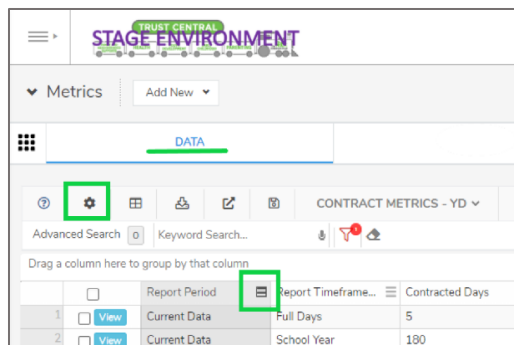 TRUST CENTRAL
STAGE ENVIRONMENT
Metrics
Add New
DATA
CONTRACT METRICS - YD
Advanced Search 0 Keyword Search...
Drag a column here to group by that column
Report Period Report Timeframe... Contracted Days
1 View Current Data Full Days 5
2 View Current Data School Year 180